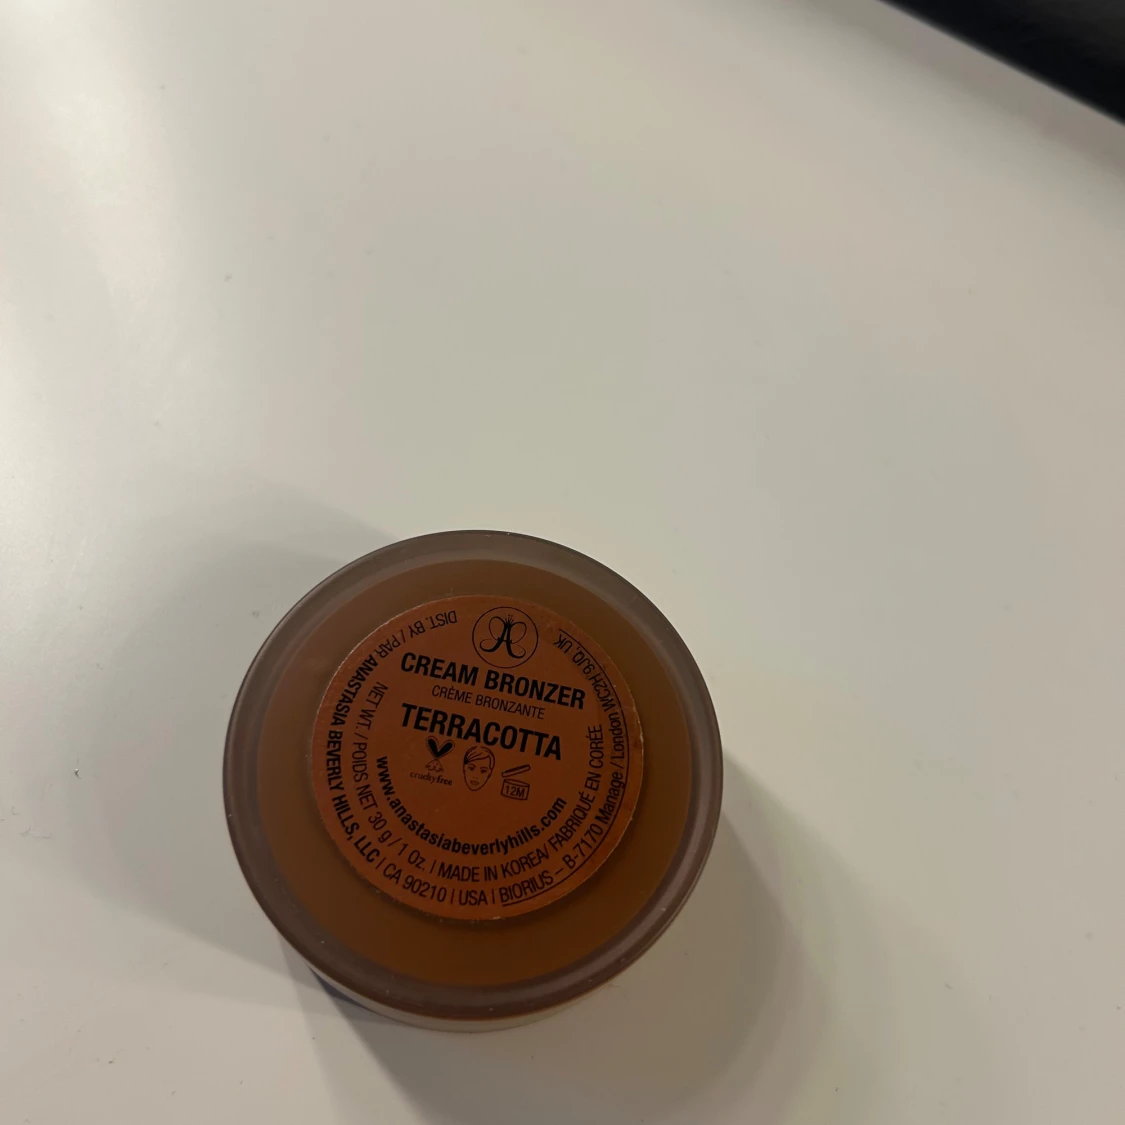 CREAM BRONZER
CRÈME BRONZANTE
TERRACOTTA
crueltyfree
12M
www.anastasiabeverlyhills.com
NET WT. / POIDS NET 30 g / 1 oz. | MADE IN KOREA/ FABRIQUÉ EN CORÉE
DIST. BY / PAR ANASTASIA BEVERLY HILLS, LLC | CA 90210 | USA | BIORIUS – B-7170 Manage / London WC2H 9JQ, UK